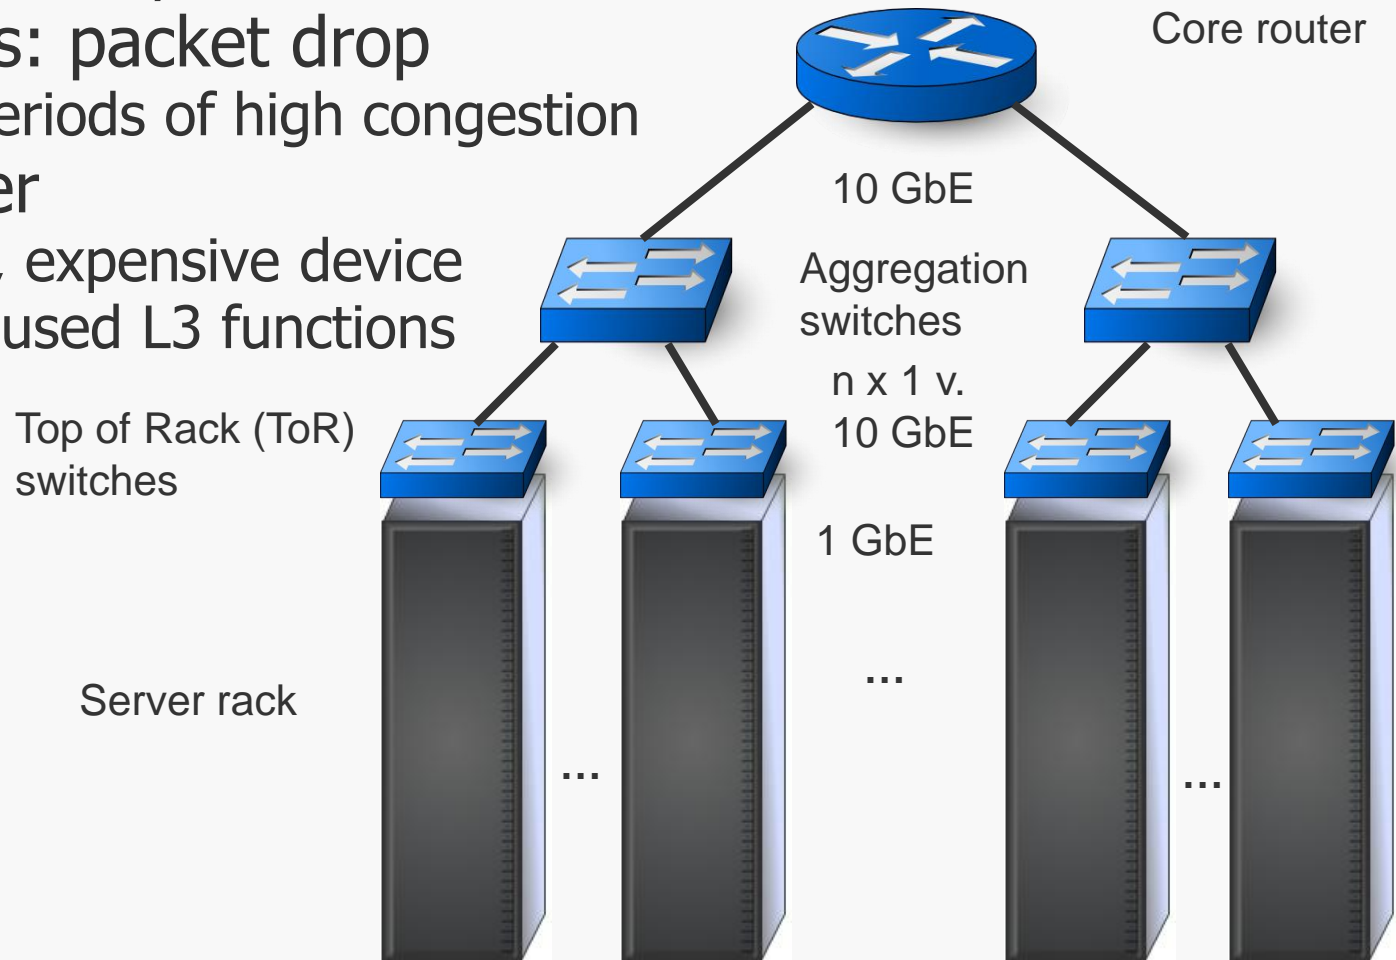 s: packet drop
eriods of high congestion
er
, expensive device
used L3 functions
Core router
10 GbE
Aggregation
switches
n x 1 v.
10 GbE
Top of Rack (ToR)
switches
1 GbE
Server rack
...
...
...